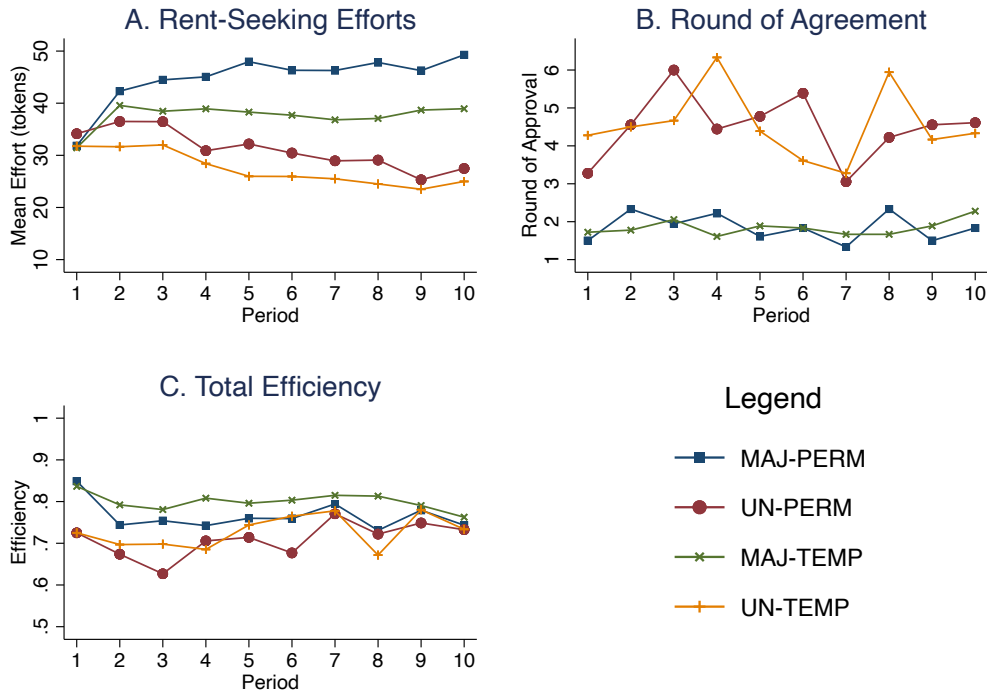 A. Rent-Seeking Efforts
Mean Effort (tokens)
50
40
30
20
10
1 2 3 4 5 6 7 8 9 10
Period
B. Round of Agreement
Round of Approval
6
5
4
3
2
1
1 2 3 4 5 6 7 8 9 10
Period
C. Total Efficiency
Efficiency
1
.9
.8
.7
.6
.5
1 2 3 4 5 6 7 8 9 10
Period
Legend
MAJ-PERM
UN-PERM
MAJ-TEMP
UN-TEMP